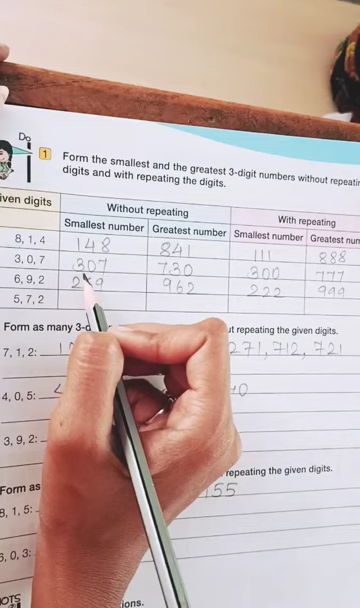 Do
1 Form the smallest and the greatest 3-digit numbers without repeatin
digits and with repeating the digits.
iven digits Without repeating With repeating
Smallest number Greatest number Smallest number Greatest num
8, 1, 4 148 841 111 888
3, 0, 7 307 730 300 777
6, 9, 2 962 222 999
5, 7, 2
Form as many 3-d ut repeating the given digits.
7, 1, 2: 271, 712, 721
4, 0, 5:
3, 9, 2:
Form as repeating the given digits.
8, 1, 5: 155
6, 0, 3:
OTS ions.